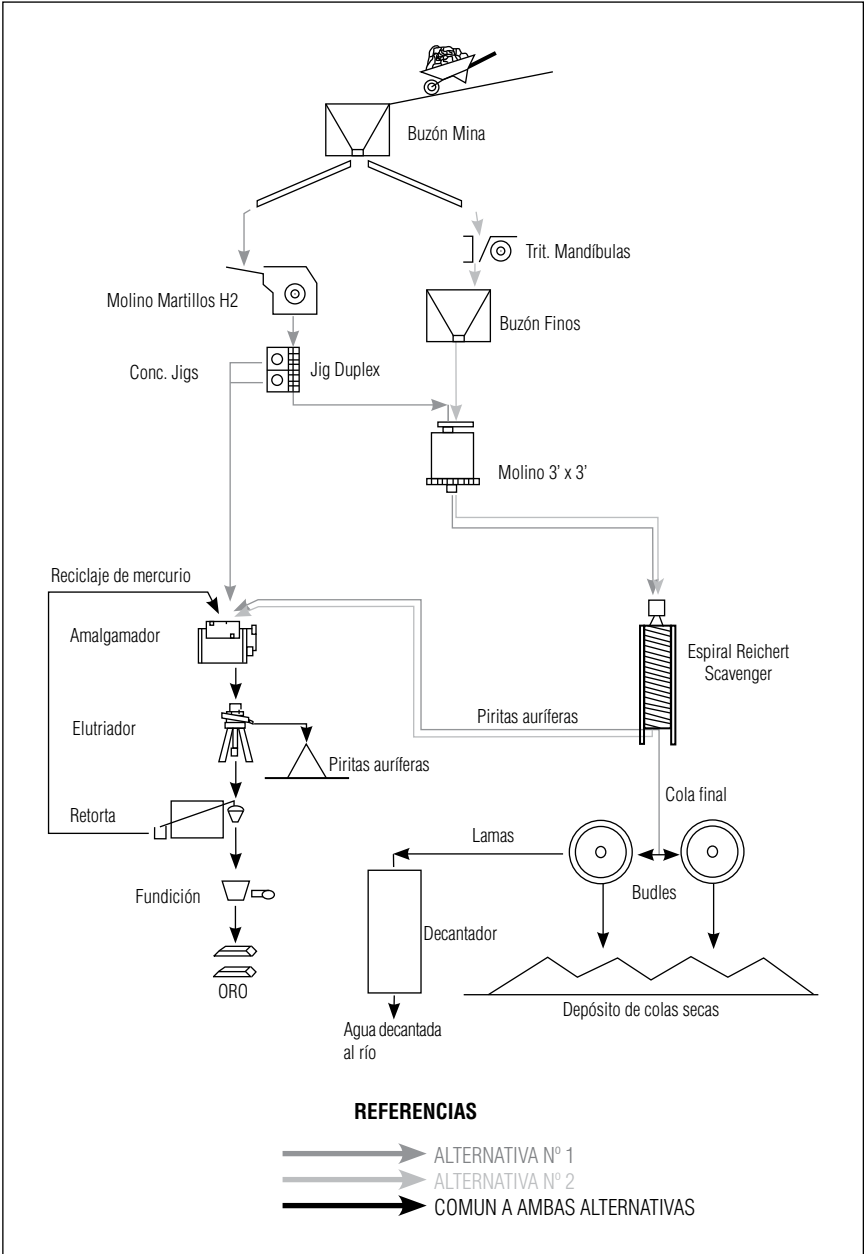 Buzón Mina
Trit. Mandíbulas
Molino Martillos H2
Buzón Finos
Conc. Jigs
Jig Duplex
Molino 3' x 3'
Reciclaje de mercurio
Amalgamador
Espiral Reichert
Scavenger
Elutriador
Piritas auríferas
Piritas auríferas
Cola final
Retorta
Lamas
Fundición
Budles
Decantador
ORO
Depósito de colas secas
Agua decantada
al río
REFERENCIAS
ALTERNATIVA Nº 1
ALTERNATIVA Nº 2
COMUN A AMBAS ALTERNATIVAS